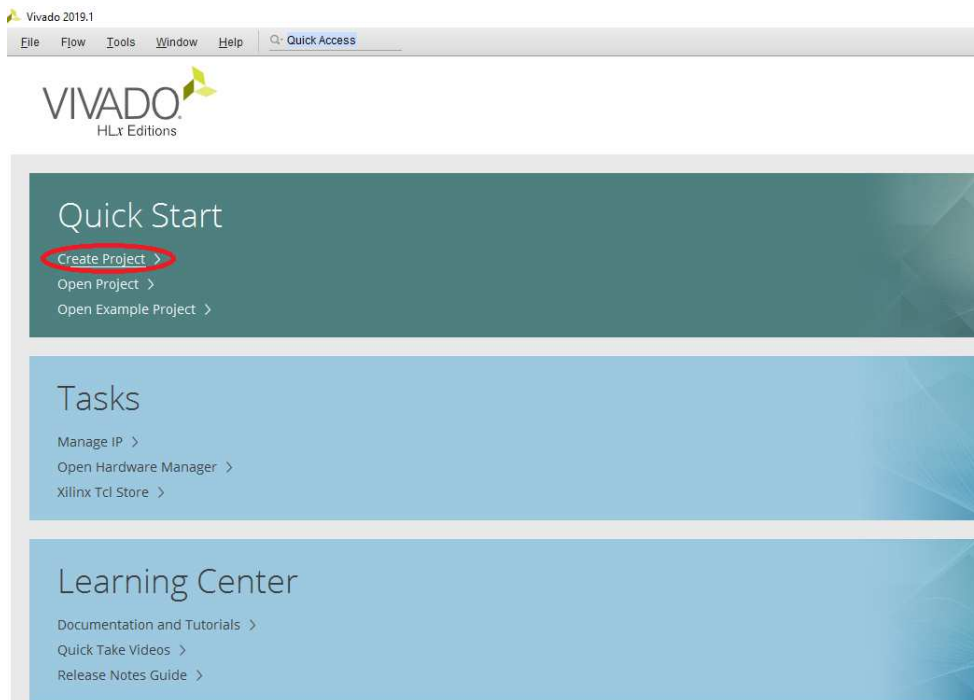 Vivado 2019.1
File Flow Tools Window Help Quick Access
VIVADO.
HLx Editions
Quick Start
Create Project >
Open Project >
Open Example Project >
Tasks
Manage IP >
Open Hardware Manager >
Xilinx Tcl Store >
Learning Center
Documentation and Tutorials >
Quick Take Videos >
Release Notes Guide >